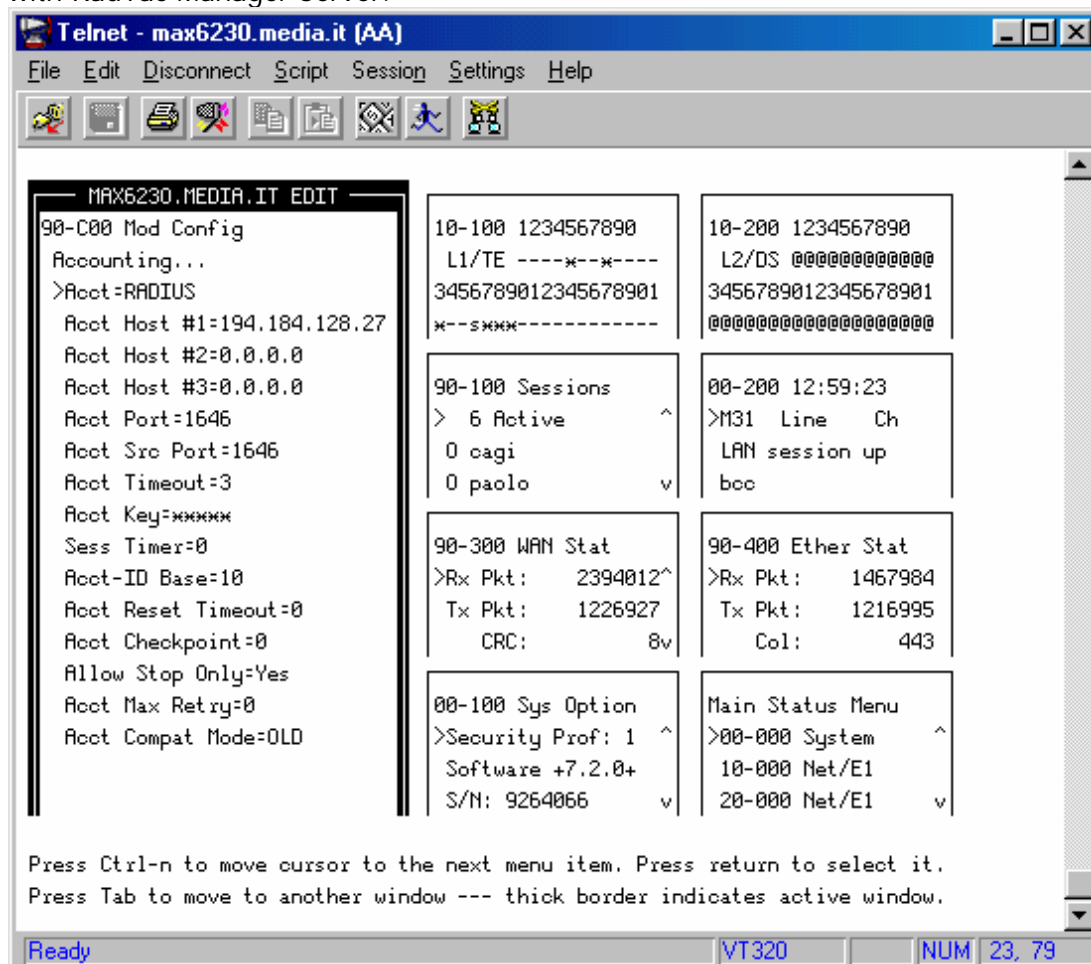 Telnet - max6230.media.it (AA)
File Edit Disconnect Script Session Settings Help
MAX6230.MEDIA.IT EDIT
90-C00 Mod Config
Accounting...
>Acct=RADIUS
Acct Host #1=194.184.128.27
Acct Host #2=0.0.0.0
Acct Host #3=0.0.0.0
Acct Port=1646
Acct Src Port=1646
Acct Timeout=3
Acct Key=*****
Sess Timer=0
Acct-ID Base=10
Acct Reset Timeout=0
Acct Checkpoint=0
Allow Stop Only=Yes
Acct Max Retry=0
Acct Compat Mode=OLD
10-100 1234567890
L1/TE ----*--*----
3456789012345678901
*--s***------------
10-200 1234567890
L2/DS @@@@@@@@@@@@
3456789012345678901
@@@@@@@@@@@@@@@@@@@
90-100 Sessions
> 6 Active ^
O cagi
O paolo v
00-200 12:59:23
>M31 Line Ch
LAN session up
bcc
90-300 WAN Stat
>Rx Pkt: 2394012^
Tx Pkt: 1226927
CRC: 8v
90-400 Ether Stat
>Rx Pkt: 1467984
Tx Pkt: 1216995
Col: 443
00-100 Sys Option
>Security Prof: 1 ^
Software +7.2.0+
S/N: 9264066 v
Main Status Menu
>00-000 System ^
10-000 Net/E1
20-000 Net/E1 v
Press Ctrl-n to move cursor to the next menu item. Press return to select it.
Press Tab to move to another window --- thick border indicates active window.
Ready VT320 NUM 23, 79